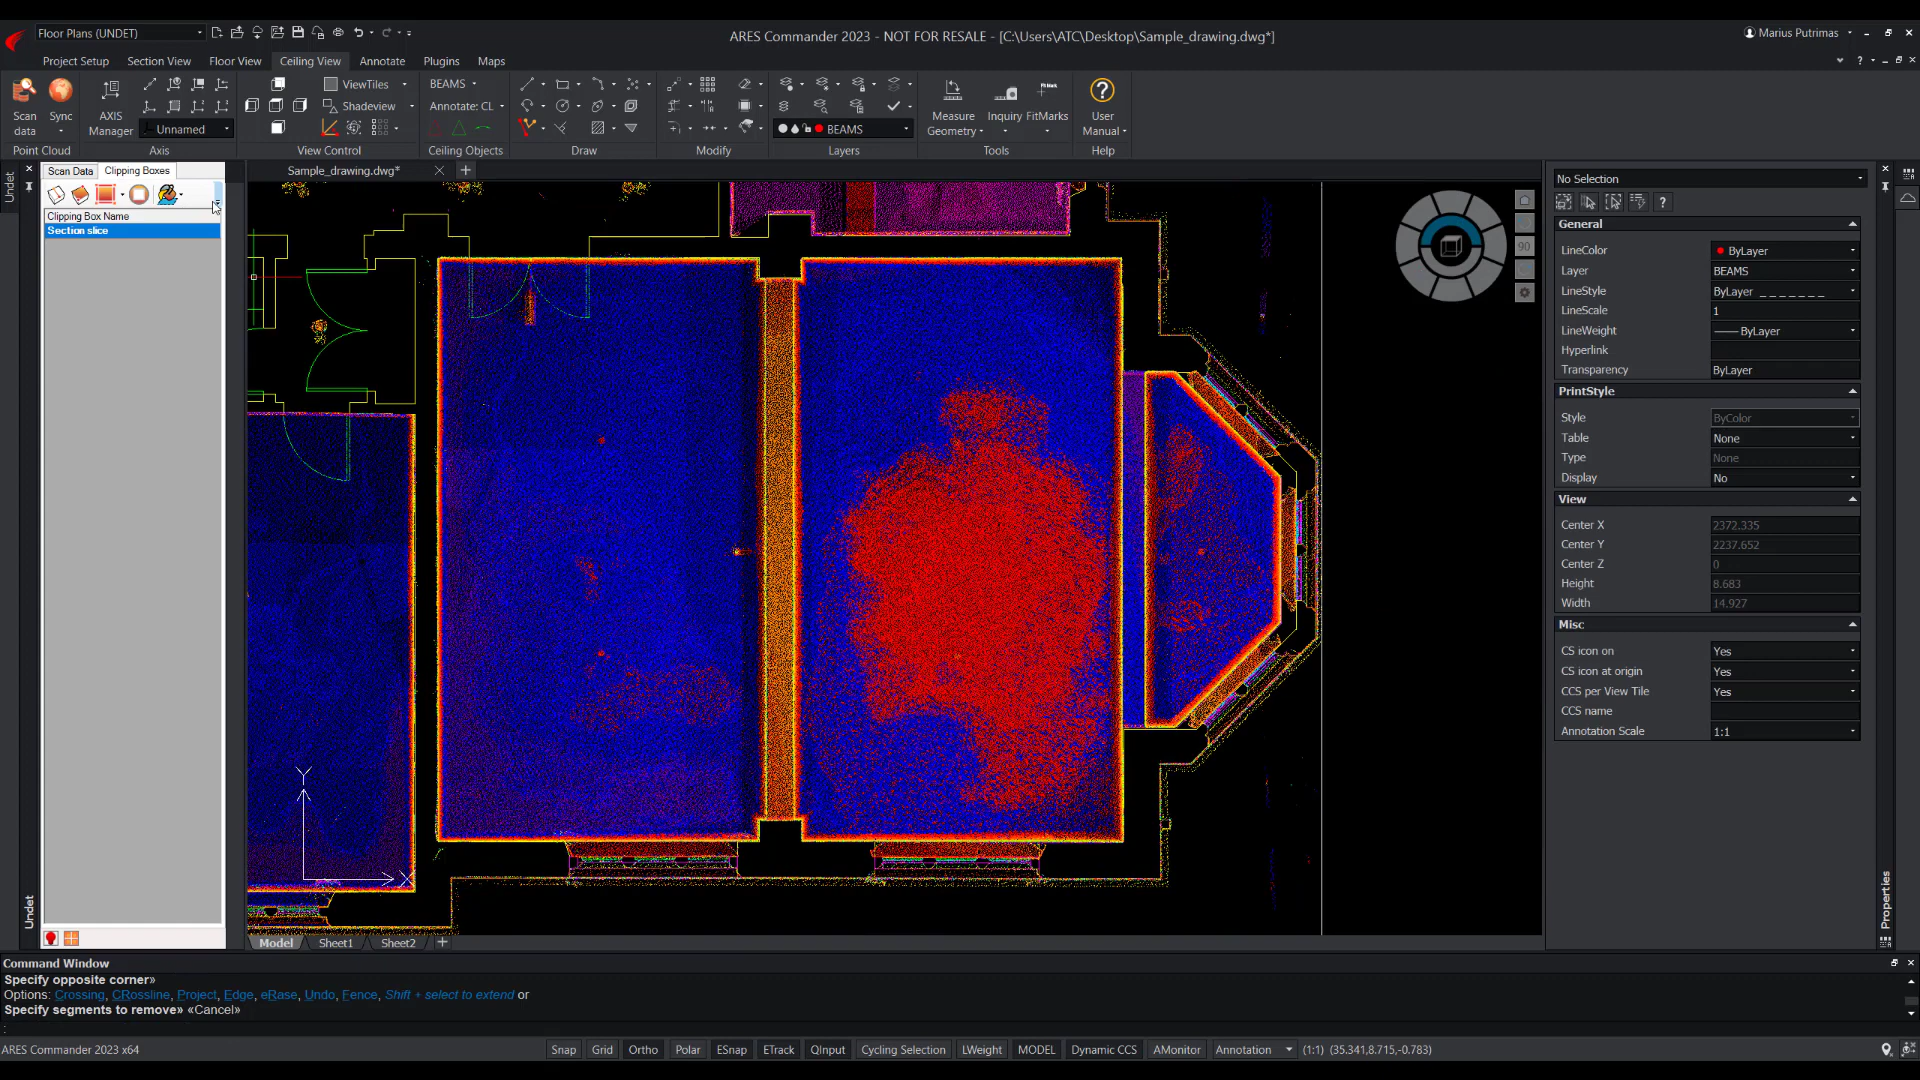 Floor Plans (UNDET)
ARES Commander 2023 - NOT FOR RESALE - [C:\Users\ATC\Desktop\Sample_drawing.dwg*]
Marius Putrimas
Project Setup
Section View
Floor View
Ceiling View
Annotate
Plugins
Maps
Scan data
Sync
Point Cloud
AXIS MANAGER
Unnamed
Axis
ViewTiles
Shadeview
View Control
BEAMS
Annotate: CL
Ceiling Objects
Draw
Modify
BEAMS
Layers
Measure Geometry
Inquiry
FitMarks
Tools
User Manual
Help
Undet
Scan Data
Clipping Boxes
Clipping Box Name
Section slice
Undet
Sample_drawing.dwg*
90
Y
X
Model
Sheet1
Sheet2
No Selection
General
LineColor ByLayer
Layer BEAMS
LineStyle ByLayer
LineScale 1
LineWeight ByLayer
Hyperlink
Transparency ByLayer
PrintStyle
Style ByColor
Table None
Type None
Display No
View
Center X 2372.335
Center Y 2237.652
Center Z 0
Height 8.683
Width 14.927
Misc
CS icon on Yes
CS icon at origin Yes
CCS per View Tile Yes
CCS name
Annotation Scale 1:1
Properties
Command Window
Specify opposite corner»
Options: Crossing, CRossline, Project, Edge, eRase, Undo, Fence, Shift + select to extend or
Specify segments to remove» «Cancel»
:
ARES Commander 2023 x64
Snap
Grid
Ortho
Polar
ESnap
ETrack
QInput
Cycling Selection
LWeight
MODEL
Dynamic CCS
AMonitor
Annotation
(1:1) (35.341,8.715,-0.783)